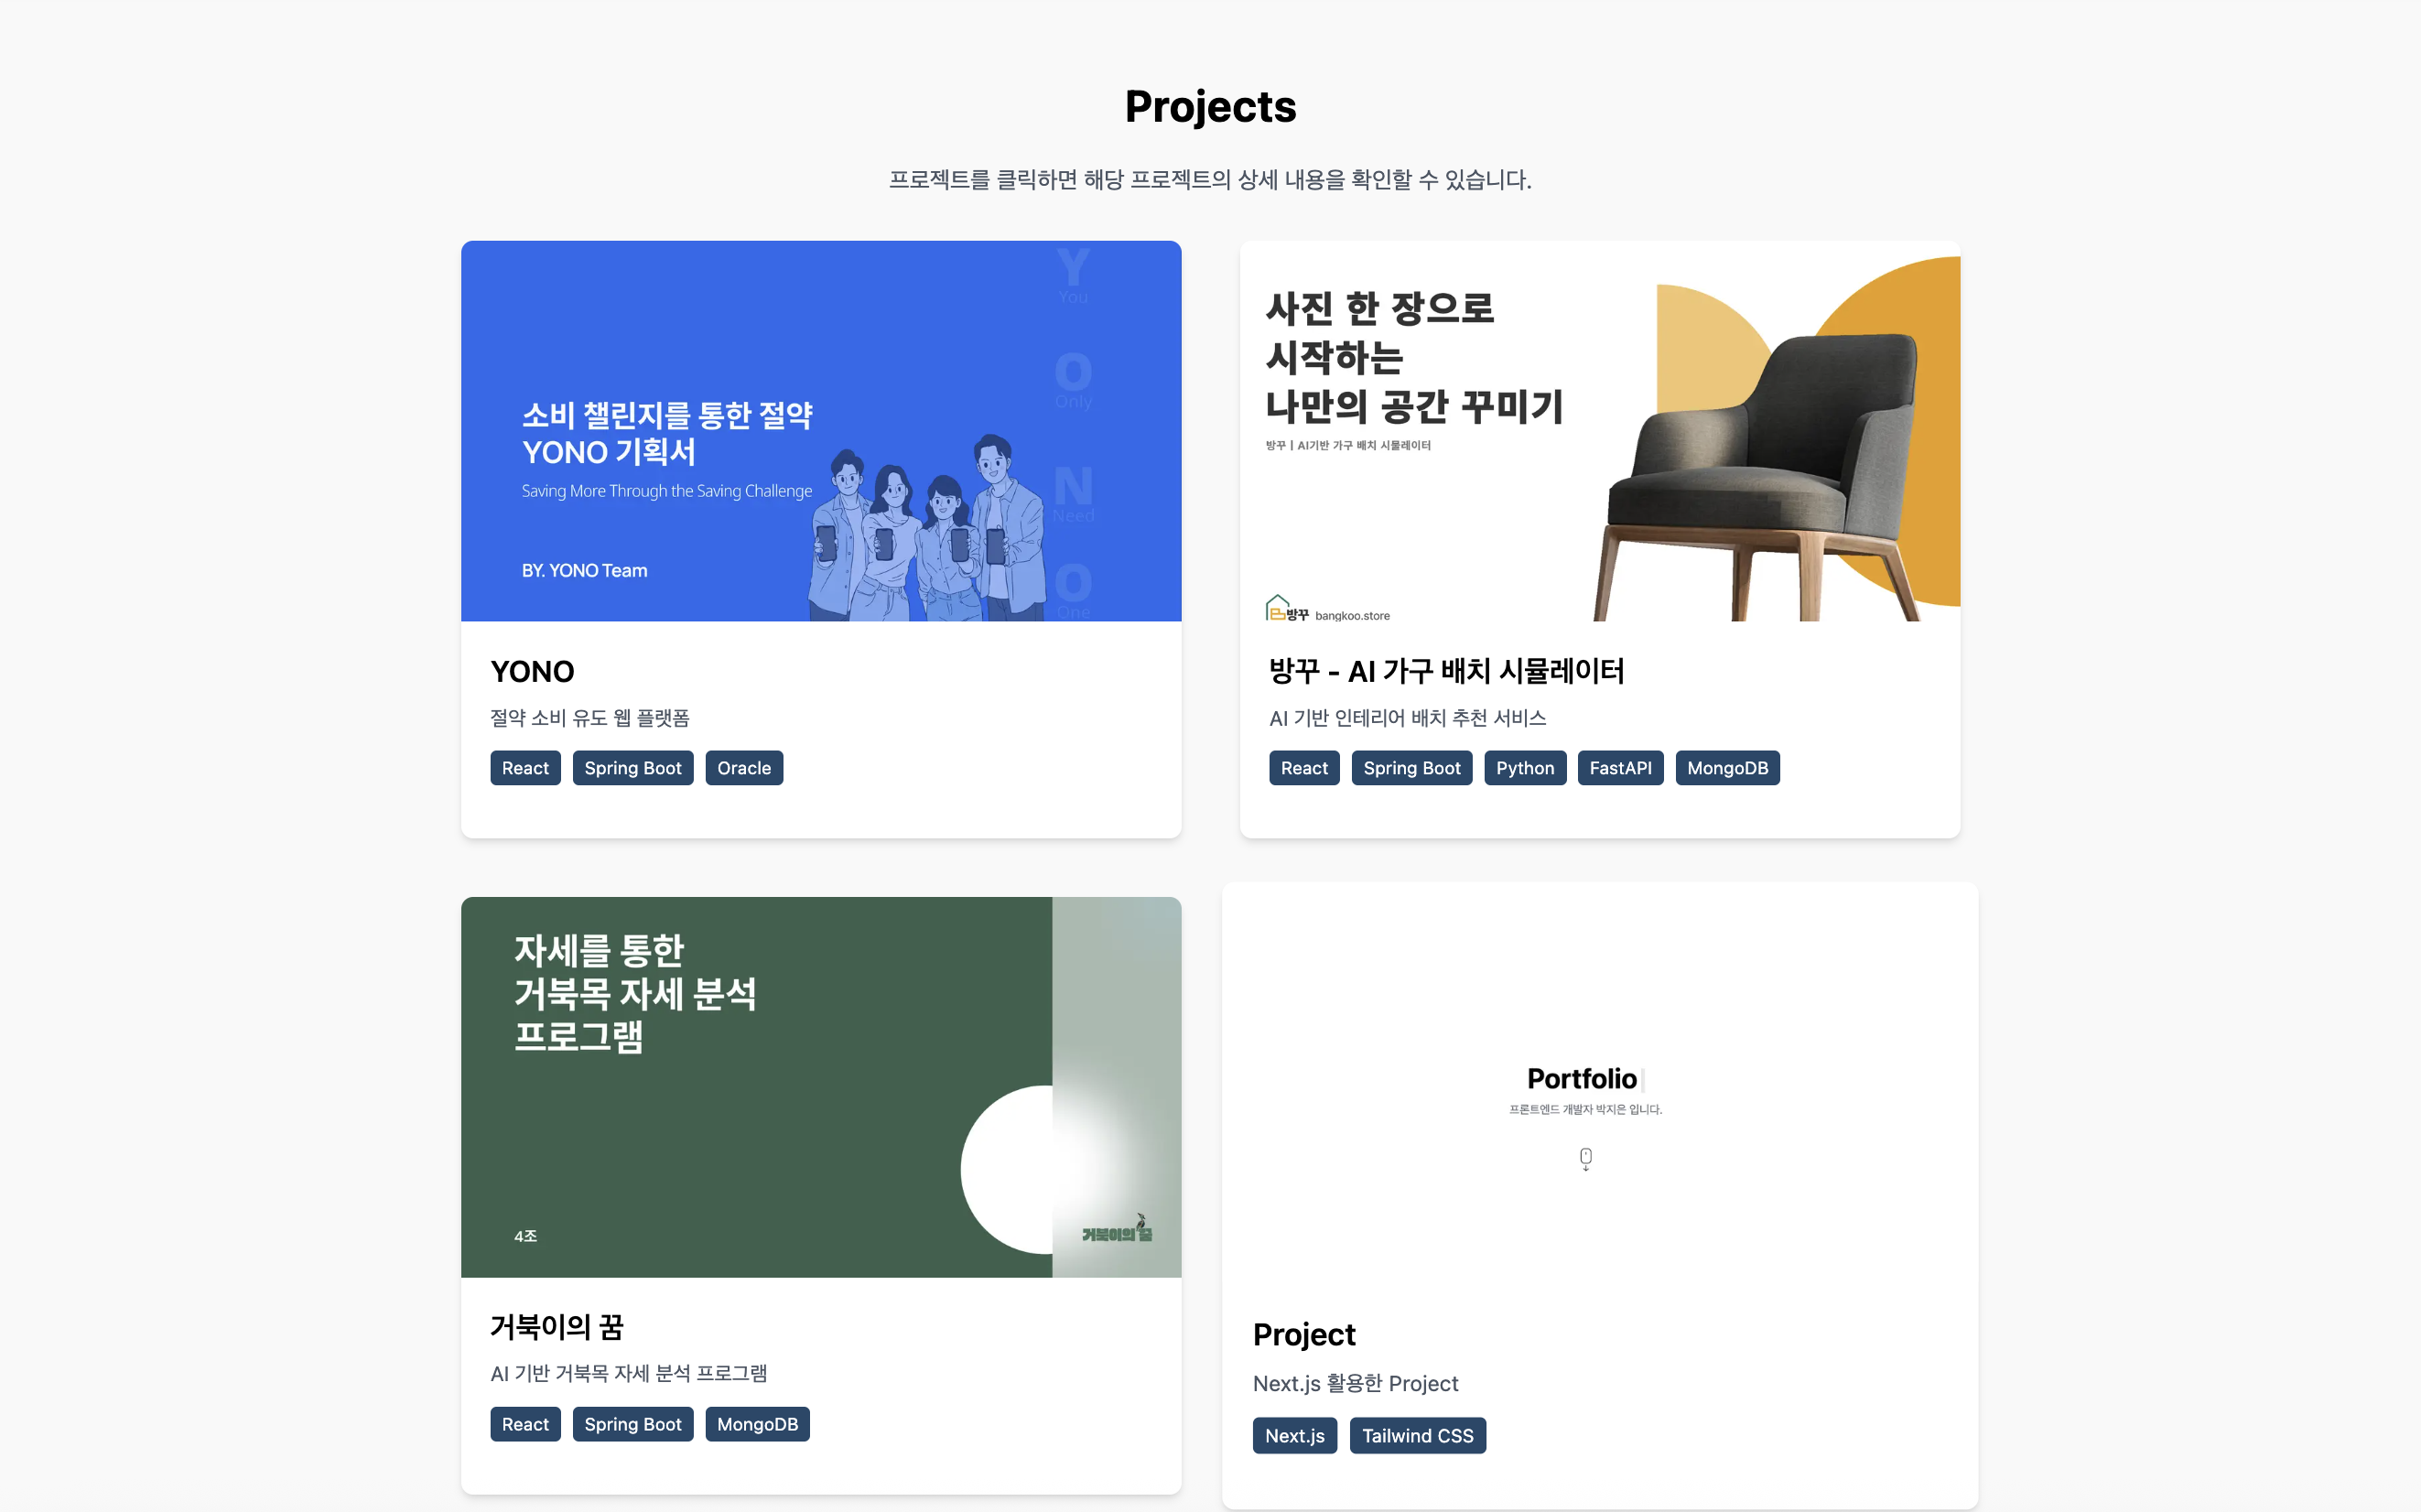 Projects
프로젝트를 클릭하면 해당 프로젝트의 상세 내용을 확인할 수 있습니다.
Y
You
O
Only
N
Need
O
One
소비 챌린지를 통한 절약
YONO 기획서
Saving More Through the Saving Challenge
BY. YONO Team
YONO
절약 소비 유도 웹 플랫폼
React Spring Boot Oracle
사진 한 장으로
시작하는
나만의 공간 꾸미기
방꾸 | AI기반 가구 배치 시뮬레이터
방꾸 bangkoo.store
방꾸 - AI 가구 배치 시뮬레이터
AI 기반 인테리어 배치 추천 서비스
React Spring Boot Python FastAPI MongoDB
자세를 통한
거북목 자세 분석
프로그램
4조
거북이의 꿈
거북이의 꿈
AI 기반 거북목 자세 분석 프로그램
React Spring Boot MongoDB
Portfolio
프론트엔드 개발자 박지은 입니다.
Project
Next.js 활용한 Project
Next.js Tailwind CSS